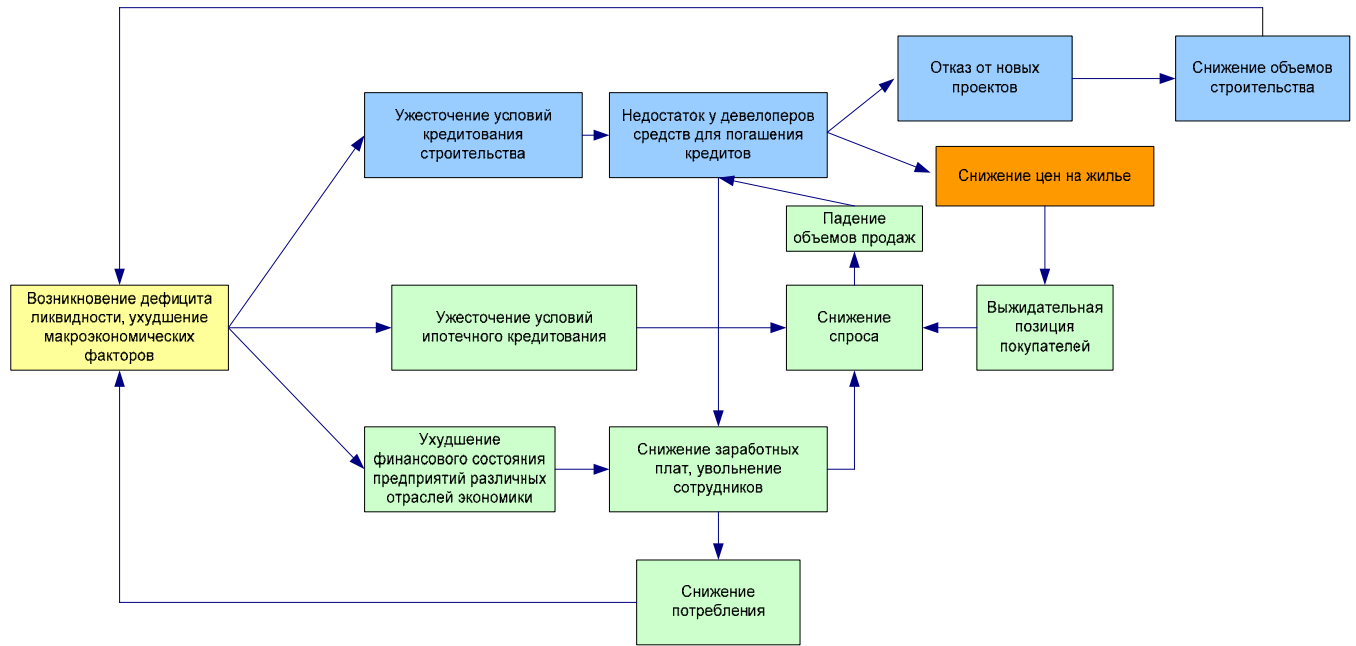 Отказ от новых
проектов
Снижение объемов
строительства
Ужесточение условий
кредитования
строительства
Недостаток у девелоперов
средств для погашения
кредитов
Снижение цен на жилье
Падение
объемов продаж
Возникновение дефицита
ликвидности, ухудшение
макроэкономических
факторов
Ужесточение условий
ипотечного кредитования
Снижение
спроса
Выжидательная
позиция
покупателей
Ухудшение
финансового состояния
предприятий различных
отраслей экономики
Снижение заработных
плат, увольнение
сотрудников
Снижение
потребления